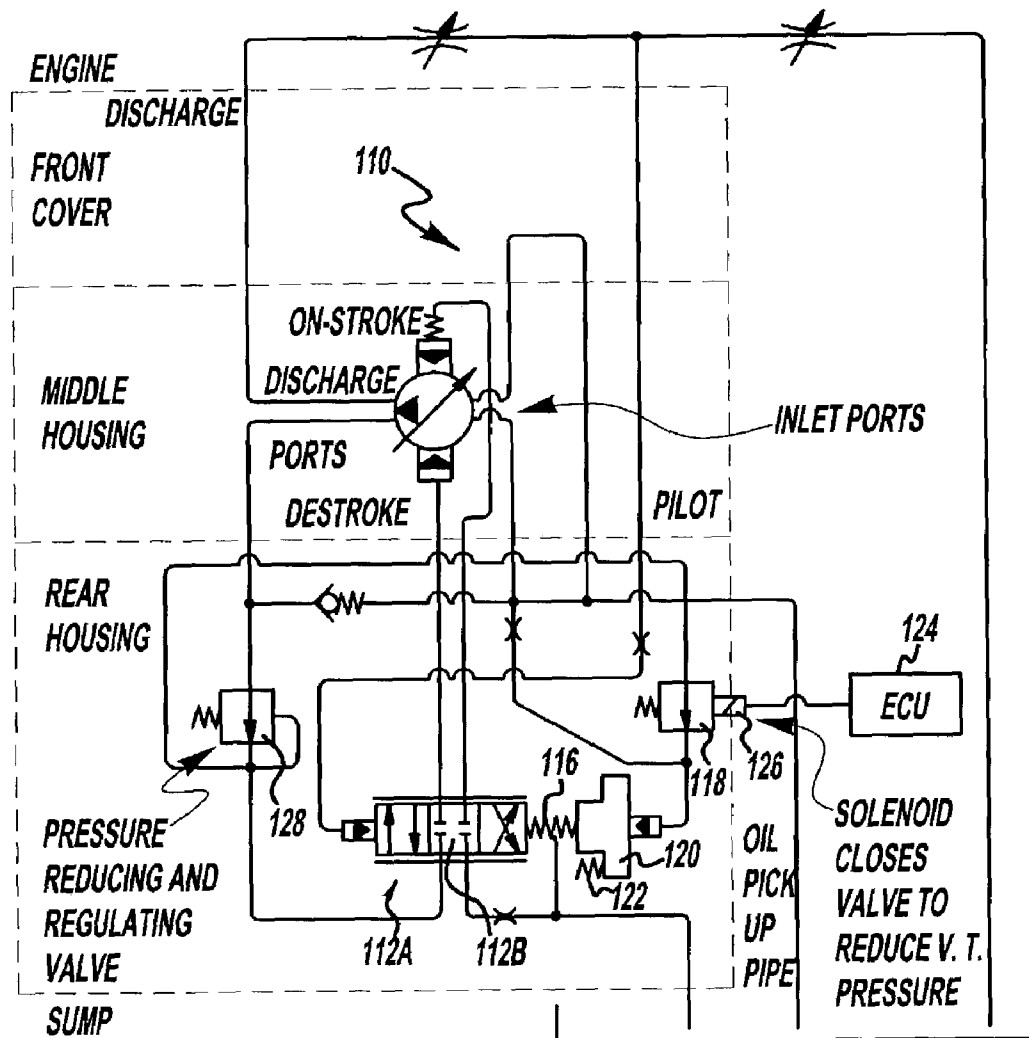 ENGINE
DISCHARGE
FRONT
COVER
110
ON-STROKE
DISCHARGE
MIDDLE
HOUSING
INLET PORTS
PORTS
DESTROKE
PILOT
REAR
HOUSING
124
ECU
126
118
116
128
120
122
PRESSURE
REDUCING AND
REGULATING
VALVE
112A
112B
OIL
PICK
UP
PIPE
SOLENOID
CLOSES
VALVE TO
REDUCE V. T.
PRESSURE
SUMP